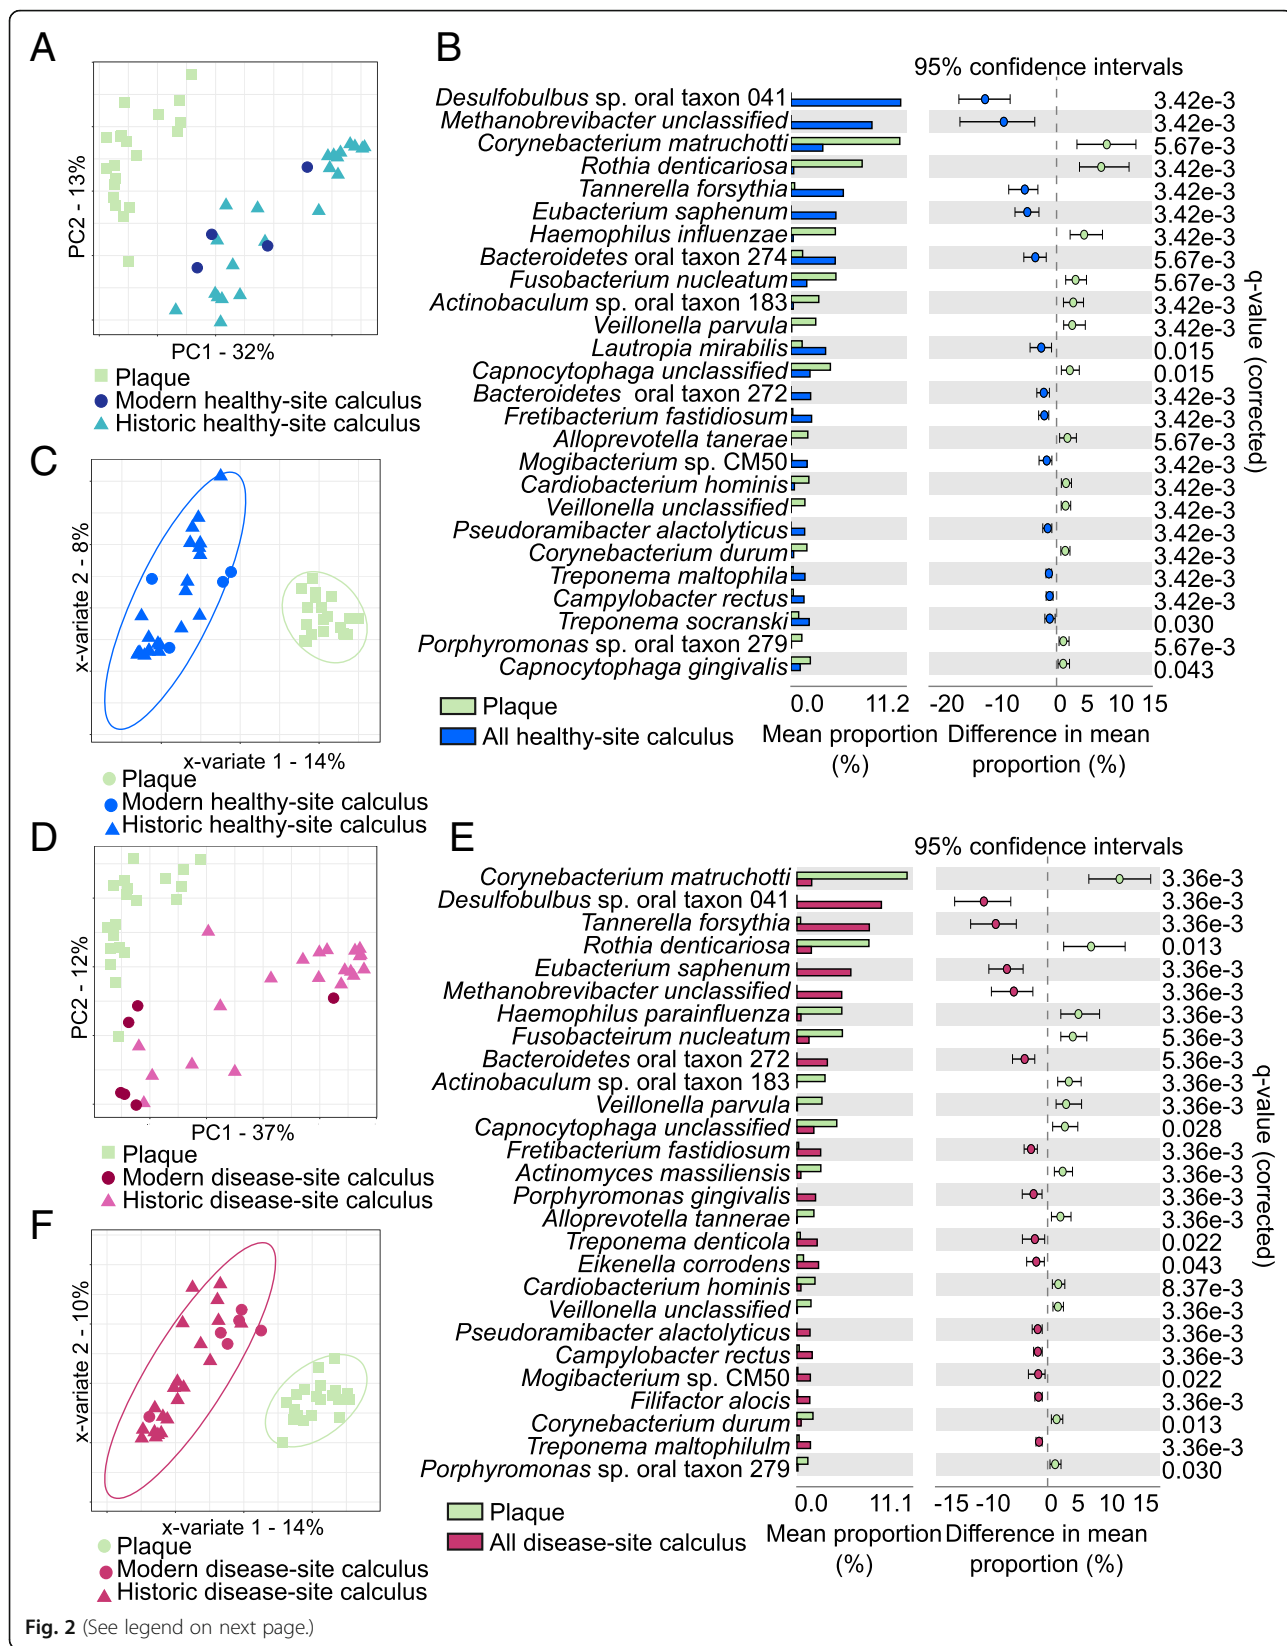 A
PC2 - 13%
PC1 - 32%
Plaque
Modern healthy-site calculus
Historic healthy-site calculus
B
95% confidence intervals
Desulfobulbus sp. oral taxon 041 3.42e-3
Methanobrevibacter unclassified 3.42e-3
Corynebacterium matruchotti 5.67e-3
Rothia denticariosa 3.42e-3
Tannerella forsythia 3.42e-3
Eubacterium saphenum 3.42e-3
Haemophilus influenzae 3.42e-3
Bacteroidetes oral taxon 274 5.67e-3
Fusobacterium nucleatum 5.67e-3
Actinobaculum sp. oral taxon 183 3.42e-3
Veillonella parvula 3.42e-3
Lautropia mirabilis 0.015
Capnocytophaga unclassified 0.015
Bacteroidetes oral taxon 272 3.42e-3
Fretibacterium fastidiosum 3.42e-3
Alloprevotella tanerae 5.67e-3
Mogibacterium sp. CM50 3.42e-3
Cardiobacterium hominis 3.42e-3
Veillonella unclassified 3.42e-3
Pseudoramibacter alactolyticus 3.42e-3
Corynebacterium durum 3.42e-3
Treponema maltophila 3.42e-3
Campylobacter rectus 3.42e-3
Treponema socranski 0.030
Porphyromonas sp. oral taxon 279 5.67e-3
Capnocytophaga gingivalis 0.043
q-value (corrected)
0.0 11.2 -20 -10 0 5 10 15
Plaque
All healthy-site calculus
Mean proportion (%)
Difference in mean proportion (%)
C
x-variate 2 - 8%
x-variate 1 - 14%
Plaque
Modern healthy-site calculus
Historic healthy-site calculus
D
PC2 - 12%
PC1 - 37%
Plaque
Modern disease-site calculus
Historic disease-site calculus
E
95% confidence intervals
Corynebacterium matruchotti 3.36e-3
Desulfobulbus sp. oral taxon 041 3.36e-3
Tannerella forsythia 3.36e-3
Rothia denticariosa 0.013
Eubacterium saphenum 3.36e-3
Methanobrevibacter unclassified 3.36e-3
Haemophilus parainfluenza 3.36e-3
Fusobacteirum nucleatum 5.36e-3
Bacteroidetes oral taxon 272 5.36e-3
Actinobaculum sp. oral taxon 183 3.36e-3
Veillonella parvula 3.36e-3
Capnocytophaga unclassified 0.028
Fretibacterium fastidiosum 3.36e-3
Actinomyces massiliensis 3.36e-3
Porphyromonas gingivalis 3.36e-3
Alloprevotella tannerae 3.36e-3
Treponema denticola 0.022
Eikenella corrodens 0.043
Cardiobacterium hominis 8.37e-3
Veillonella unclassified 3.36e-3
Pseudoramibacter alactolyticus 3.36e-3
Campylobacter rectus 3.36e-3
Mogibacterium sp. CM50 0.022
Filifactor alocis 3.36e-3
Corynebacterium durum 0.013
Treponema maltophilulm 3.36e-3
Porphyromonas sp. oral taxon 279 0.030
q-value (corrected)
0.0 11.1 -15 -10 0 5 10 15
Plaque
All disease-site calculus
Mean proportion (%)
Difference in mean proportion (%)
F
x-variate 2 - 10%
x-variate 1 - 14%
Plaque
Modern disease-site calculus
Historic disease-site calculus
Fig. 2 (See legend on next page.)